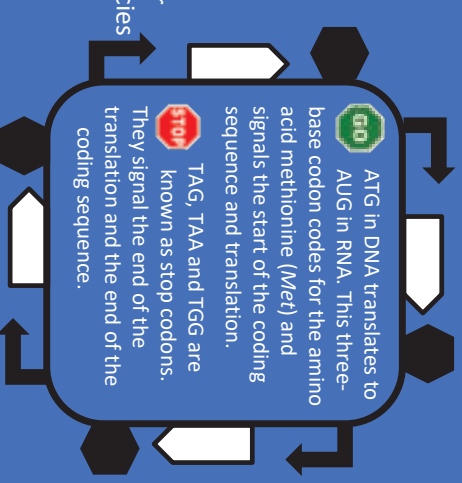 GO
ATG in DNA translates to
AUG in RNA. This three-
base codon codes for the amino
acid methionine (Met) and
signals the start of the coding
sequence and translation.
STOP
TAG, TAA and TGG are
known as stop codons.
They signal the end of the
translation and the end of the
coding sequence.